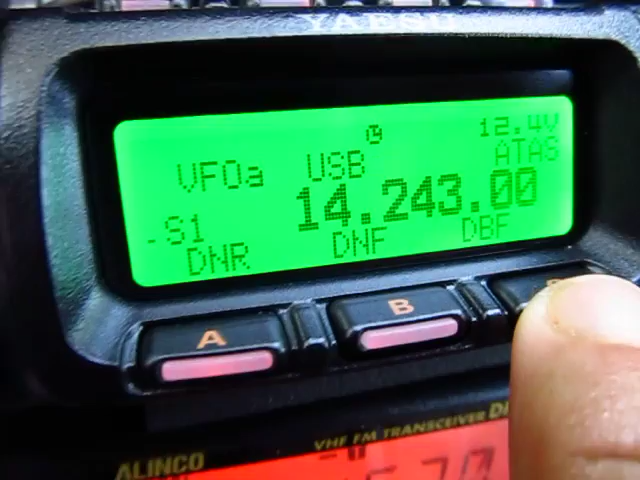 YAESU
12.4V
ATAS
VFOa USB
14.243.00
S1
DNR DNF DBF
A B
VHF FM TRANSCEIVER
ALINCO